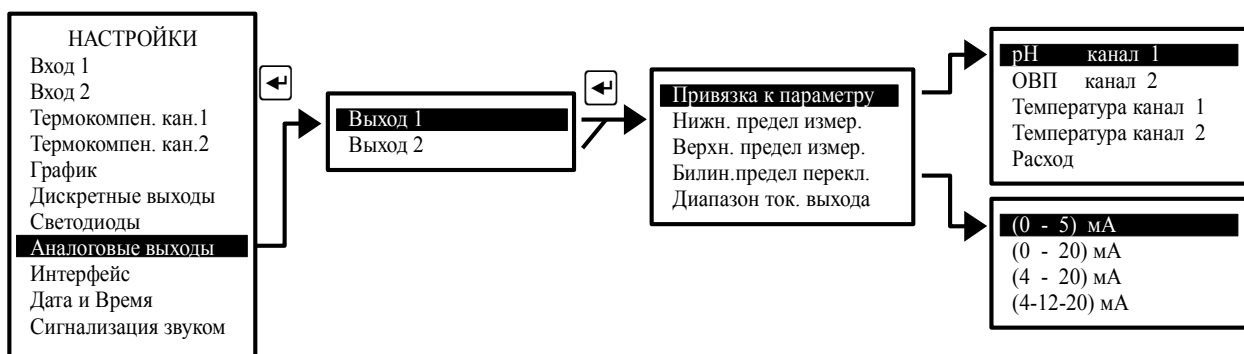 НАСТРОЙКИ
Вход 1
Вход 2
Термокомпен. кан.1
Термокомпен. кан.2
График
Дискретные выходы
Светодиоды
Аналоговые выходы
Интерфейс
Дата и Время
Сигнализация звуком
Выход 1
Выход 2
Привязка к параметру
Нижн. предел измер.
Верхн. предел измер.
Билин.предел перекл.
Диапазон ток. выхода
pH канал 1
ОВП канал 2
Температура канал 1
Температура канал 2
Расход
(0 - 5) мА
(0 - 20) мА
(4 - 20) мА
(4-12-20) мА